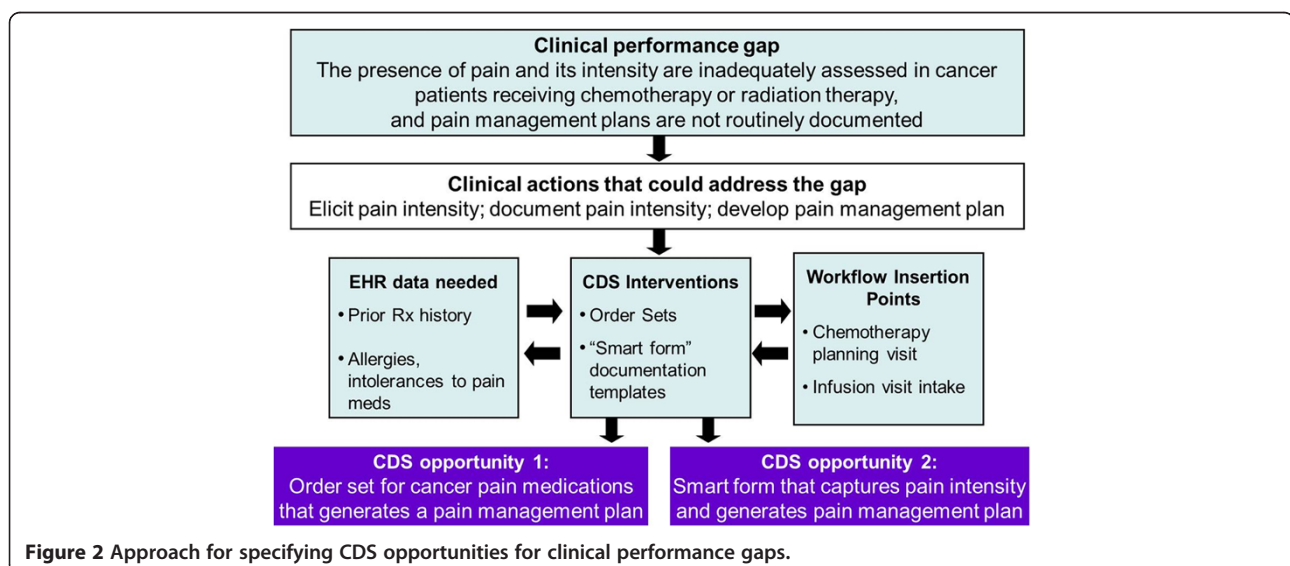 Clinical performance gap
The presence of pain and its intensity are inadequately assessed in cancer
patients receiving chemotherapy or radiation therapy,
and pain management plans are not routinely documented
Clinical actions that could address the gap
Elicit pain intensity; document pain intensity; develop pain management plan
EHR data needed
• Prior Rx history
• Allergies,
intolerances to pain
meds
CDS Interventions
• Order Sets
• “Smart form”
documentation
templates
Workflow Insertion
Points
• Chemotherapy
planning visit
• Infusion visit intake
CDS opportunity 1:
Order set for cancer pain medications
that generates a pain management plan
CDS opportunity 2:
Smart form that captures pain intensity
and generates pain management plan
Figure 2 Approach for specifying CDS opportunities for clinical performance gaps.